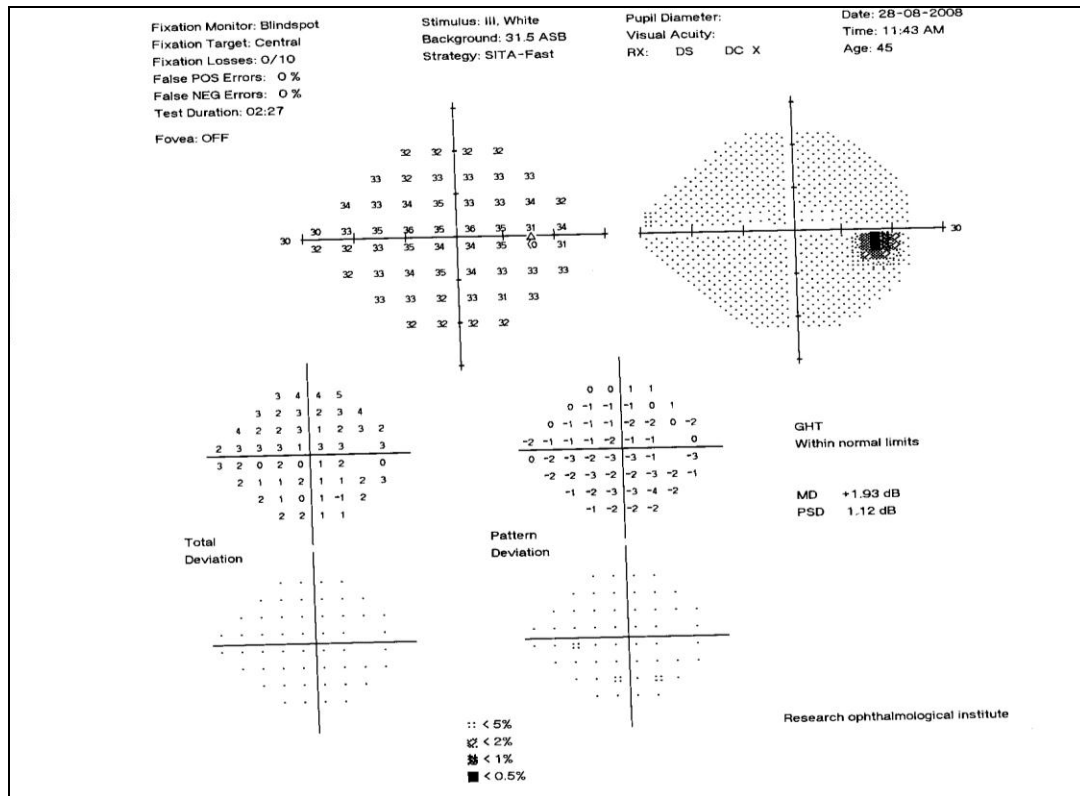 Fixation Monitor: Blindspot
Fixation Target: Central
Fixation Losses: 0/10
False POS Errors: 0 %
False NEG Errors: 0 %
Test Duration: 02:27
Fovea: OFF
Stimulus: III, White
Background: 31.5 ASB
Strategy: SITA-Fast
Pupil Diameter:
Visual Acuity:
RX: DS DC X
Date: 28-08-2008
Time: 11:43 AM
Age: 45
32 32 32 32
33 32 33 33 33 33
34 33 34 35 33 33 34 32
30 33 35 36 36 35 31 34
30
32 32 33 35 34 34 35 <0 31
32 33 34 35 34 33 33 33
33 33 32 33 31 33
32 32 32 32
30
3 4 4 5
3 2 3 2 3 4
4 2 2 3 1 2 3 2
2 3 3 3 1 3 3 3
3 2 0 2 0 1 2 0
2 1 1 2 1 1 2 3
2 1 0 1 -1 2
2 2 1 1
Total
Deviation
0 0 1 1
0 -1 -1 -1 0 1
0 -1 -1 -1 -2 -2 0 -2
-2 -1 -1 -1 -2 -1 -1 0
0 -2 -3 -2 -3 -3 -1 -3
-2 -2 -3 -2 -2 -3 -2 -1
-1 -2 -3 -3 -4 -2
-1 -2 -2 -2
Pattern
Deviation
GHT
Within normal limits
MD +1.93 dB
PSD 1.12 dB
< 5%
< 2%
< 1%
< 0.5%
Research ophthalmological institute